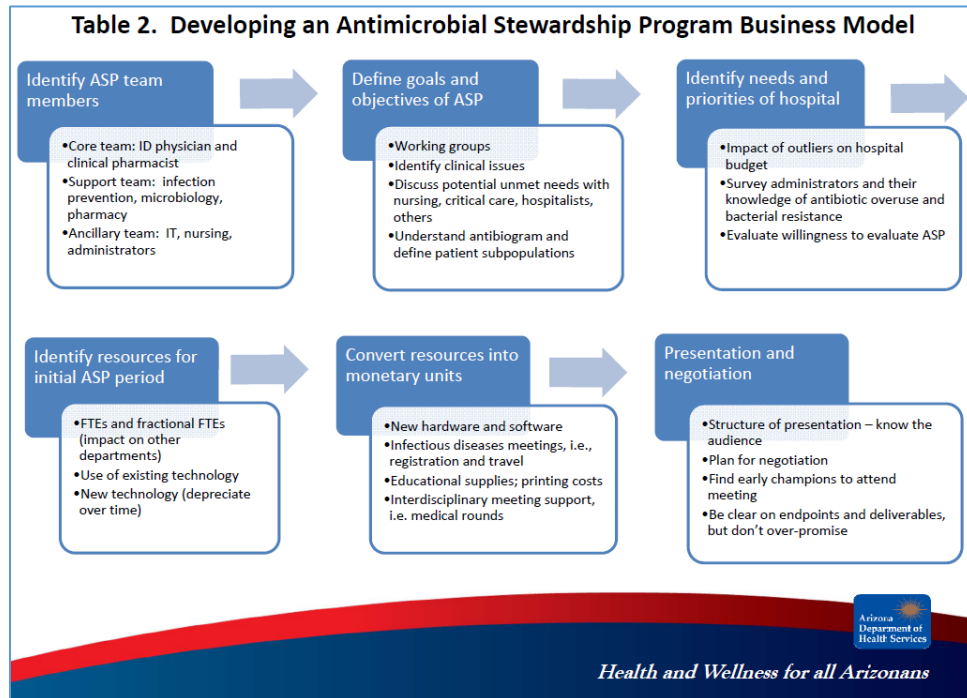 Table 2.  Developing an Antimicrobial Stewardship Program Business Model
Identify ASP team
members
•Core team: ID physician and
clinical pharmacist
•Support team:  infection
prevention, microbiology,
pharmacy
•Ancillary team:  IT, nursing,
administrators
Define goals and
objectives of ASP
•Working groups
•Identify clinical issues
•Discuss potential unmet needs with
nursing, critical care, hospitalists,
others
•Understand antibiogram and
define patient subpopulations
Identify needs and
priorities of hospital
•Impact of outliers on hospital
budget
•Survey administrators and their
knowledge of antibiotic overuse and
bacterial resistance
•Evaluate willingness to evaluate ASP
Identify resources for
initial ASP period
•FTEs and fractional FTEs
(impact on other
departments)
•Use of existing technology
•New technology (depreciate
over time)
Convert resources into
monetary units
•New hardware and software
•Infectious diseases meetings, i.e.,
registration and travel
•Educational supplies; printing costs
•Interdisciplinary meeting support,
i.e. medical rounds
Presentation and
negotiation
•Structure of presentation – know the
audience
•Plan for negotiation
•Find early champions to attend
meeting
•Be clear on endpoints and deliverables,
but don’t over-promise
Arizona
Department of
Health Services
Health and Wellness for all Arizonans